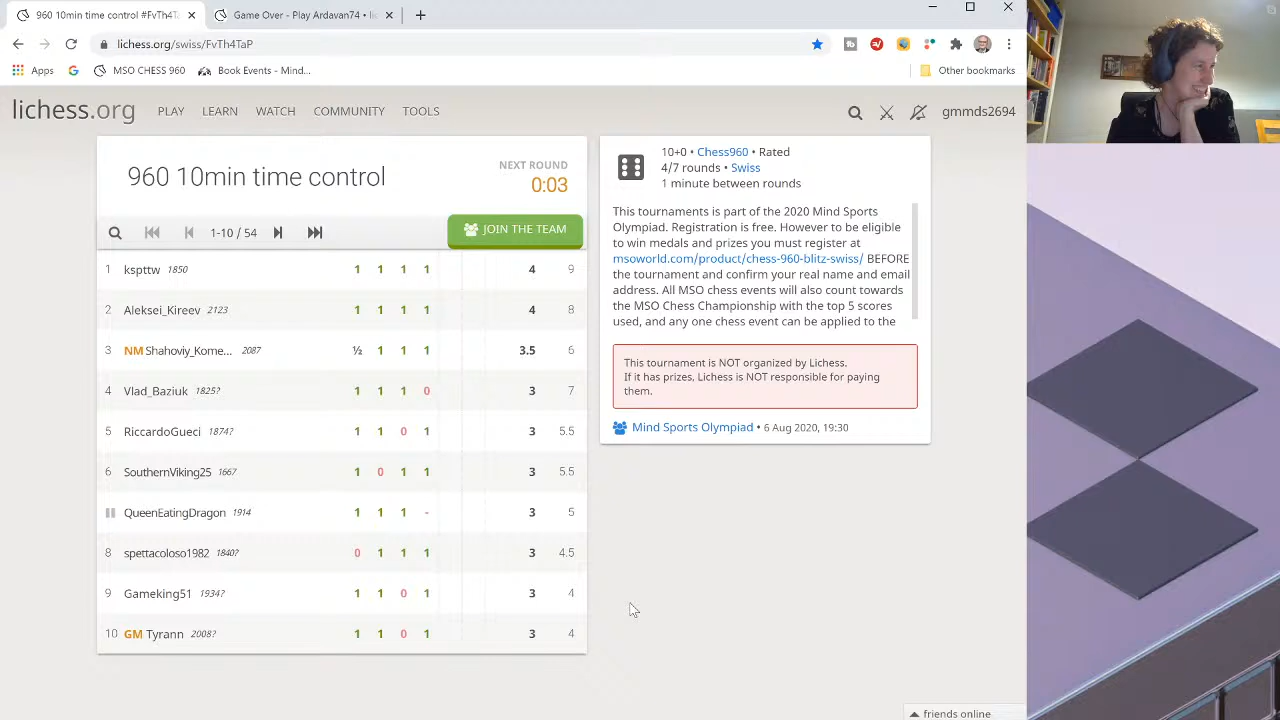 960 10min time control #FvTh4T
Game Over - Play Ardavan74 • li
lichess.org/swiss/FvTh4TaP
Apps
MSO CHESS 960
Book Events - Mind...
Other bookmarks
lichess.org PLAY LEARN WATCH COMMUNITY TOOLS gmmds2694
960 10min time control
NEXT ROUND
0:03
1-10 / 54
JOIN THE TEAM
1 kspttw 1850 1 1 1 1 4 9
2 Aleksei_Kireev 2123 1 1 1 1 4 8
3 NM Shahoviy_Kome... 2087 ½ 1 1 1 3.5 6
4 Vlad_Baziuk 1825? 1 1 1 0 3 7
5 RiccardoGueci 1874? 1 1 0 1 3 5.5
6 SouthernViking25 1667 1 0 1 1 3 5.5
QueenEatingDragon 1914 1 1 1 - 3 5
8 spettacoloso1982 1840? 0 1 1 1 3 4.5
9 Gameking51 1934? 1 1 0 1 3 4
10 GM Tyrann 2008? 1 1 0 1 3 4
10+0 • Chess960 • Rated
4/7 rounds • Swiss
1 minute between rounds
This tournaments is part of the 2020 Mind Sports
Olympiad. Registration is free. However to be eligible
to win medals and prizes you must register at
msoworld.com/product/chess-960-blitz-swiss/ BEFORE
the tournament and confirm your real name and email
address. All MSO chess events will also count towards
the MSO Chess Championship with the top 5 scores
used, and any one chess event can be applied to the
This tournament is NOT organized by Lichess.
If it has prizes, Lichess is NOT responsible for paying
them.
Mind Sports Olympiad • 6 Aug 2020, 19:30
friends online